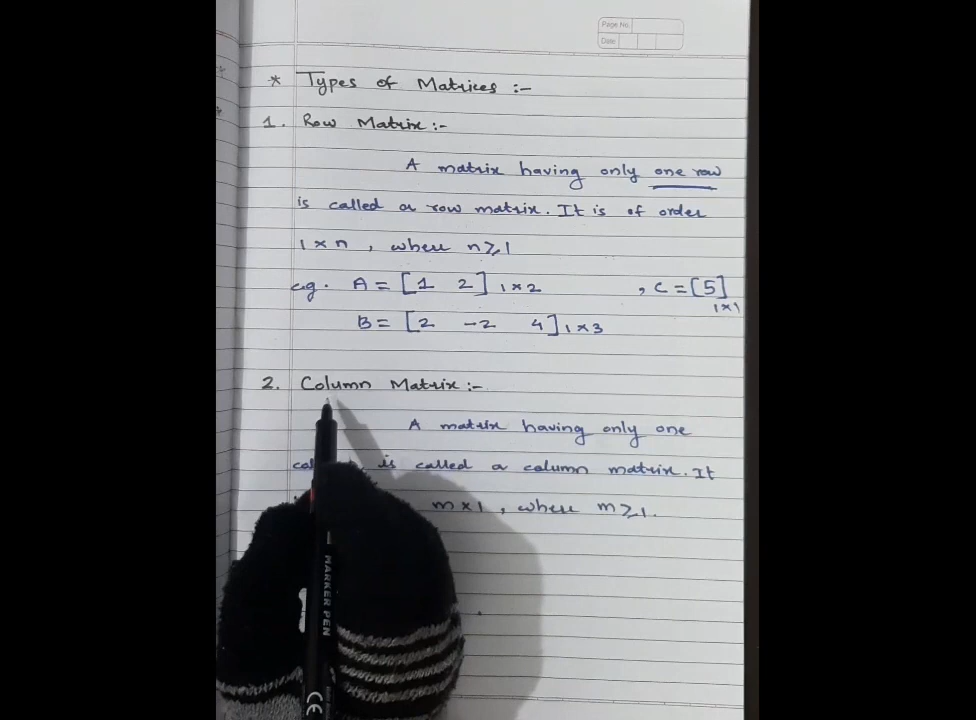 Page No.
Date:
* Types of Matrices :-
1. Row Matrix :-
A matrix having only one row
is called a row matrix. It is of order
1 × n , where n ≥ 1
e.g. A = [1 2] 1×2 , C = [5] 1×1
B = [2 -2 4] 1×3
2. Column Matrix :-
A matrix having only one
is called a column matrix. It
m×1 , where m ≥ 1.
MARKER PEN
CE